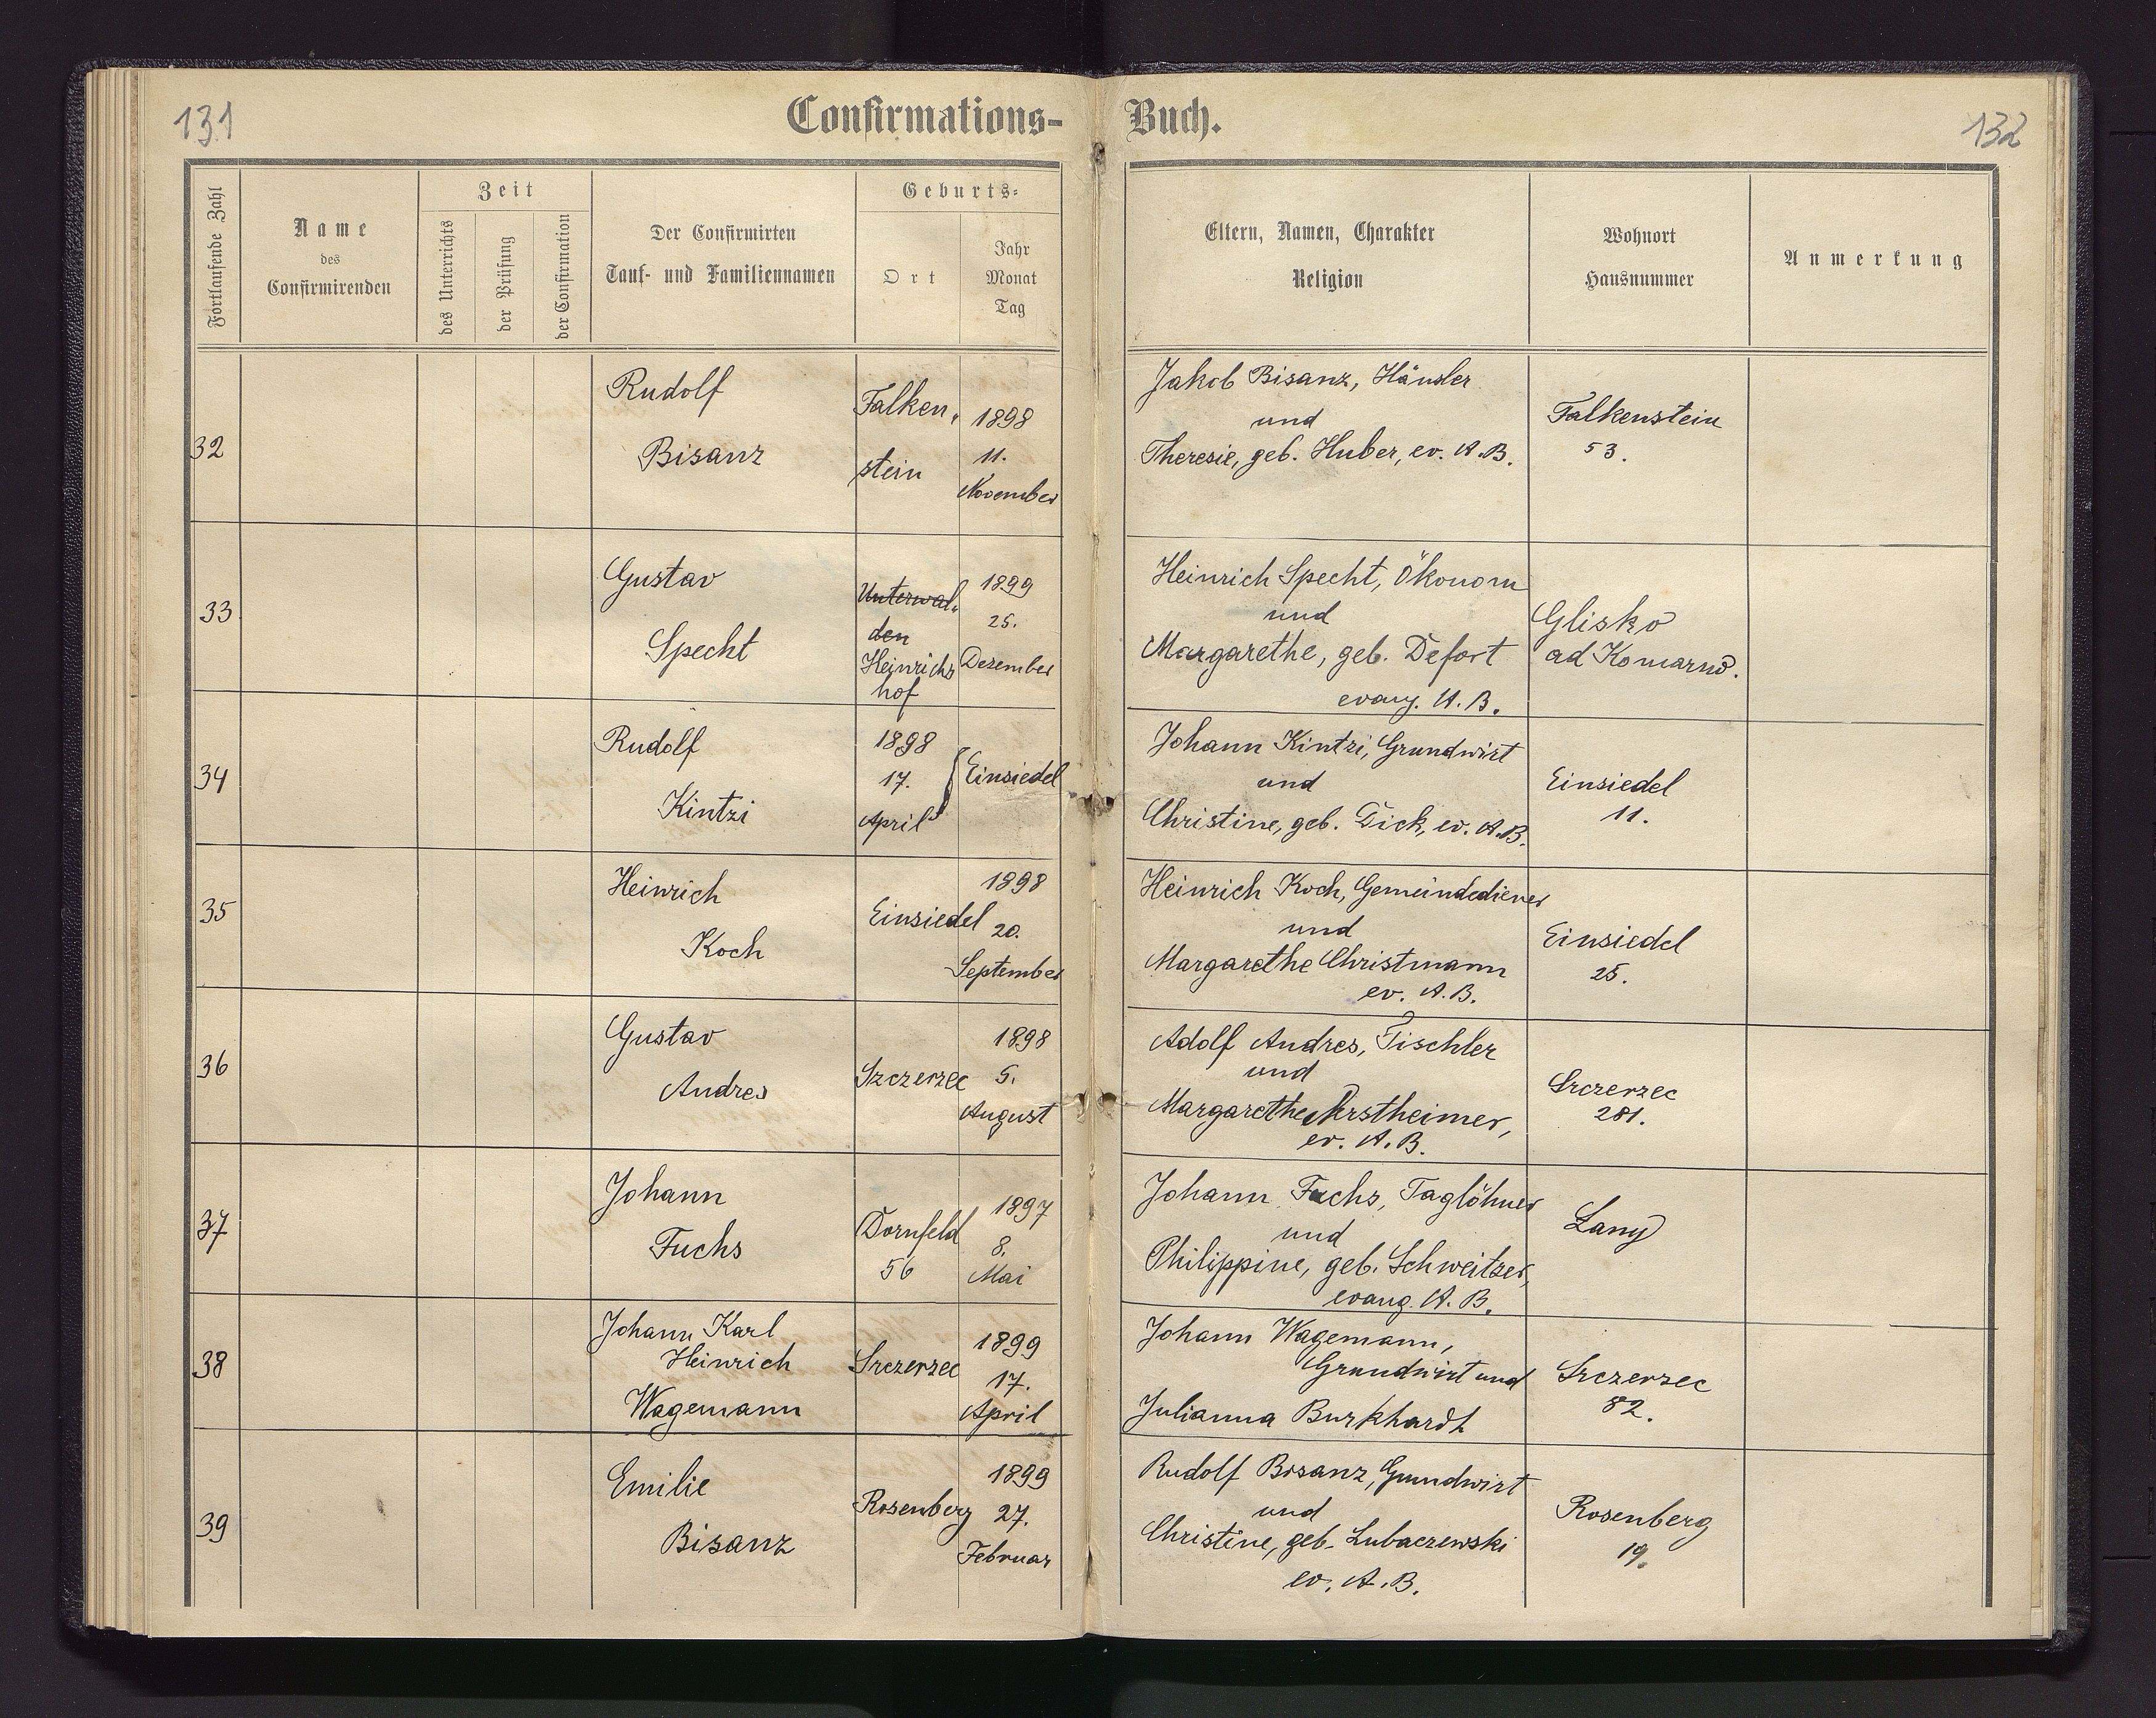 131
Confirmations-
Buch.
132
Fortlaufende Zahl
Name
des
Confirmirenden
Zeit
des Unterrichts
der Prüfung
der Confirmation
Der Confirmirten
Tauf- und Familiennamen
Geburts-
Ort
Jahr
Monat
Tag
Eltern, Namen, Charakter
Religion
Wohnort
Hausnummer
Anmerkung
32
Rudolf
Bisanz
Falken,
stein
1898
11.
November
Jakob Bisanz, Häusler
und
Theresie, geb. Huber, ev. A.B.
Falkenstein
53.
33
Gustav
Specht
Unterwal„
den
Heinrichs
hof
1899
25.
Dezember
Heinrich Specht, Ökonom
und
Margarethe, geb. Defort
evang. A.B.
Glisko
ad Komarno.
34
Rudolf
Kintzi
1898
17.
April
Einsiedel
Johann Kintzi, Grundwirt
und
Christine, geb. Dick, ev. A.B.
Einsiedel
11.
35
Heinrich
Koch
Einsiedel
1898
20.
September
Heinrich Koch, Gemeindediener
und
Margarethe Christmann
ev. A.B.
Einsiedel
25.
36
Gustav
Andres
Szczerzec
1898
5.
August
Adolf Andres, Tischler
und
Margarethe Arstheimer,
ev. A.B.
Szczerzec
281.
37
Johann
Fuchs
Dornfeld
56
1897
8.
Mai
Johann Fuchs, Taglöhner
und
Philippine, geb. Schweitzer,
evang. A.B.
Lany
38
Johann Karl
Heinrich
Wagemann
Szczerzec
1899
17.
April
Johann Wagemann,
Grundwirt und
Julianna Burkhardt
Szczerzec
82.
39
Emilie
Bisanz
Rosenberg
1899
27.
Februar
Rudolf Bisanz, Grundwirt
und
Christine, geb. Lubaczewski
ev. A.B.
Rosenberg
19.